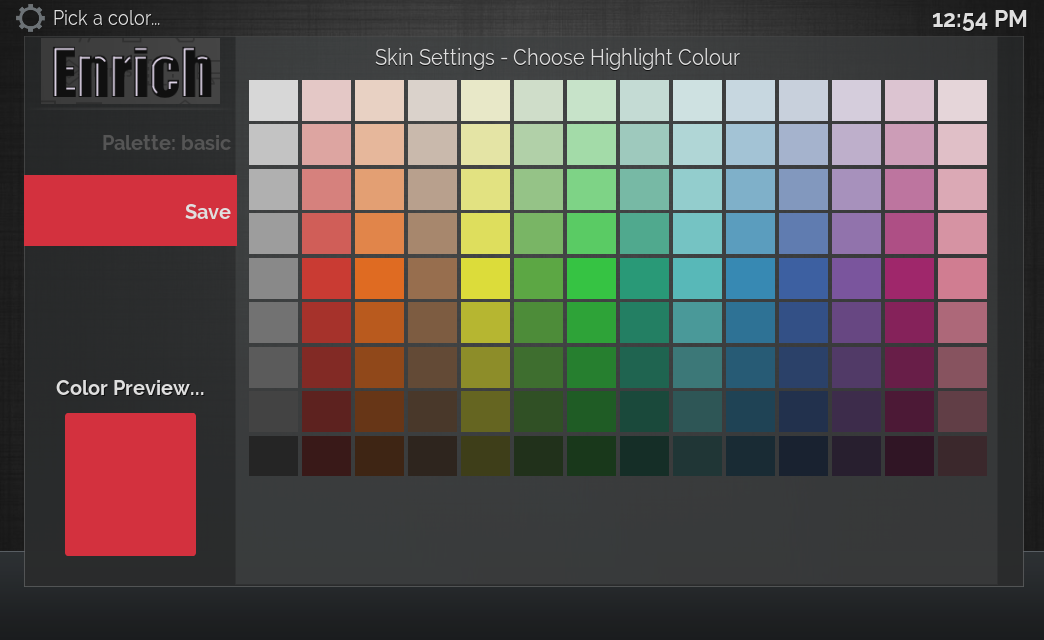 Pick a color...
12:54 PM
Enrich
Skin Settings - Choose Highlight Colour
Palette: basic
Save
Color Preview...